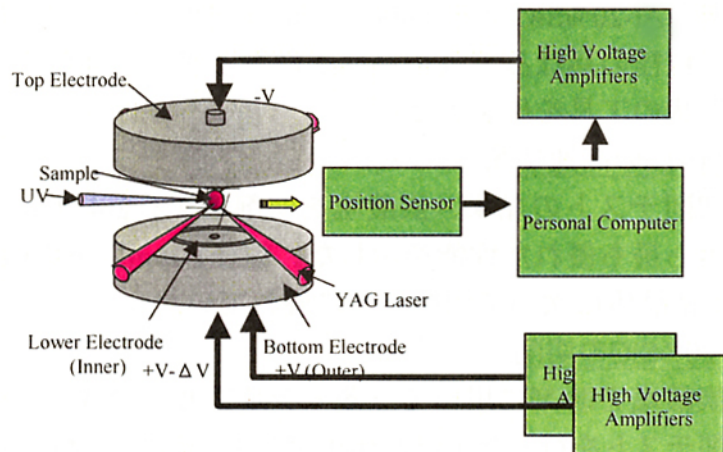 High Voltage
Amplifiers
Top Electrode
-V
Sample
UV
Position Sensor
Personal Computer
YAG Laser
Lower Electrode
(Inner)
+V- Δ V
Bottom Electrode
+V (Outer)
High Voltage
Amplifiers